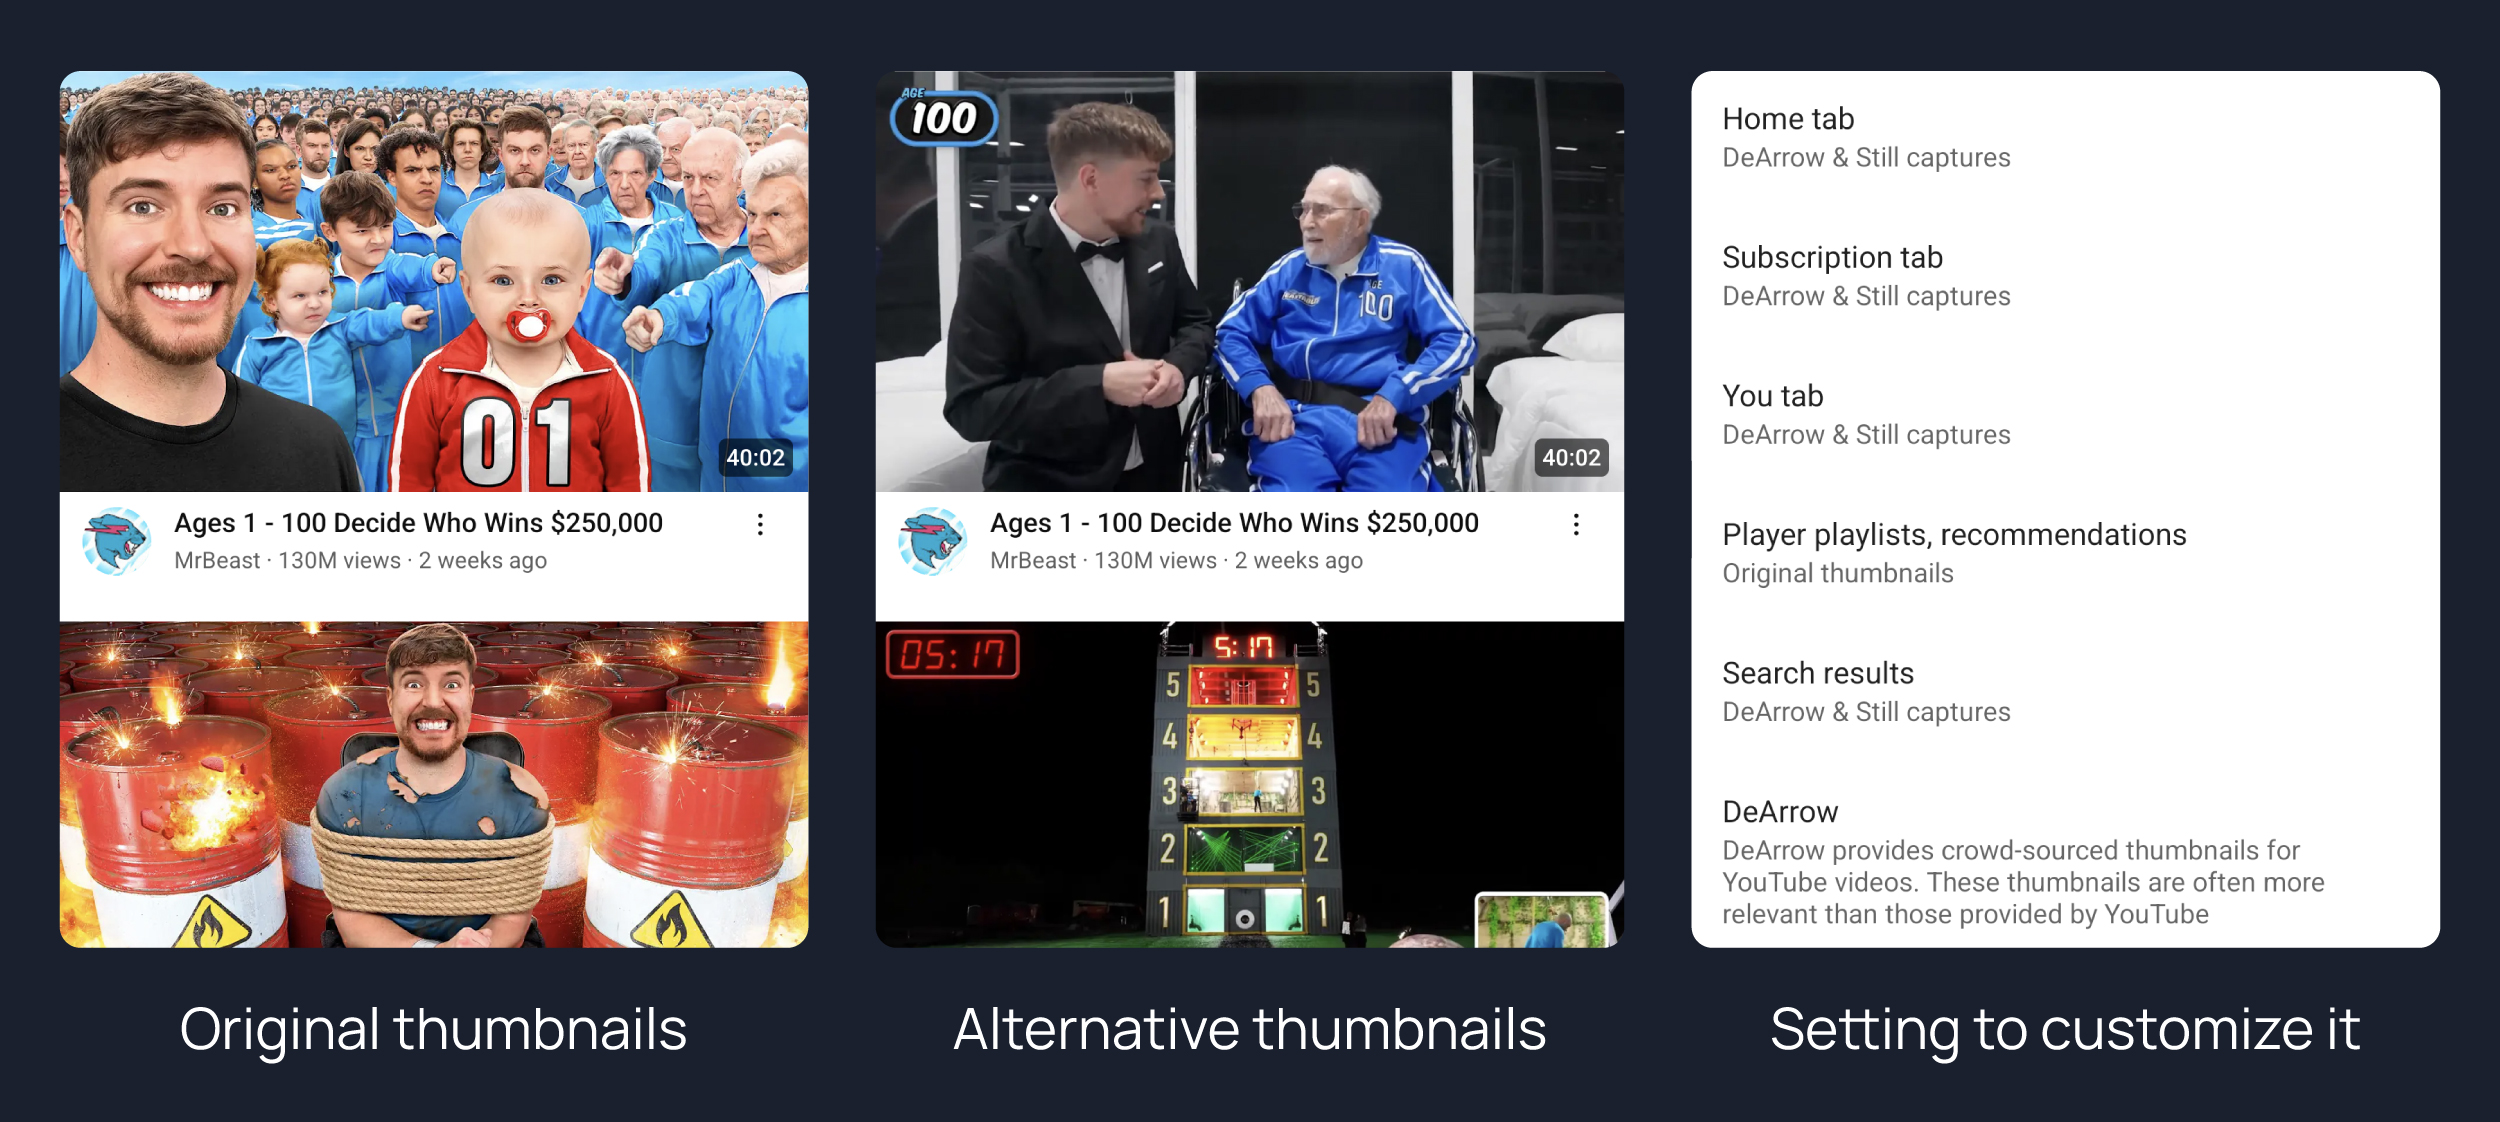 01
40:02
Ages 1 - 100 Decide Who Wins $250,000
MrBeast · 130M views · 2 weeks ago
Original thumbnails
AGE
100
AGE
100
40:02
Ages 1 - 100 Decide Who Wins $250,000
MrBeast · 130M views · 2 weeks ago
05:17
5:17
5 5
4 4
3 3
2 2
1 1
Alternative thumbnails
Home tab
DeArrow & Still captures
Subscription tab
DeArrow & Still captures
You tab
DeArrow & Still captures
Player playlists, recommendations
Original thumbnails
Search results
DeArrow & Still captures
DeArrow
DeArrow provides crowd-sourced thumbnails for
YouTube videos. These thumbnails are often more
relevant than those provided by YouTube
Setting to customize it